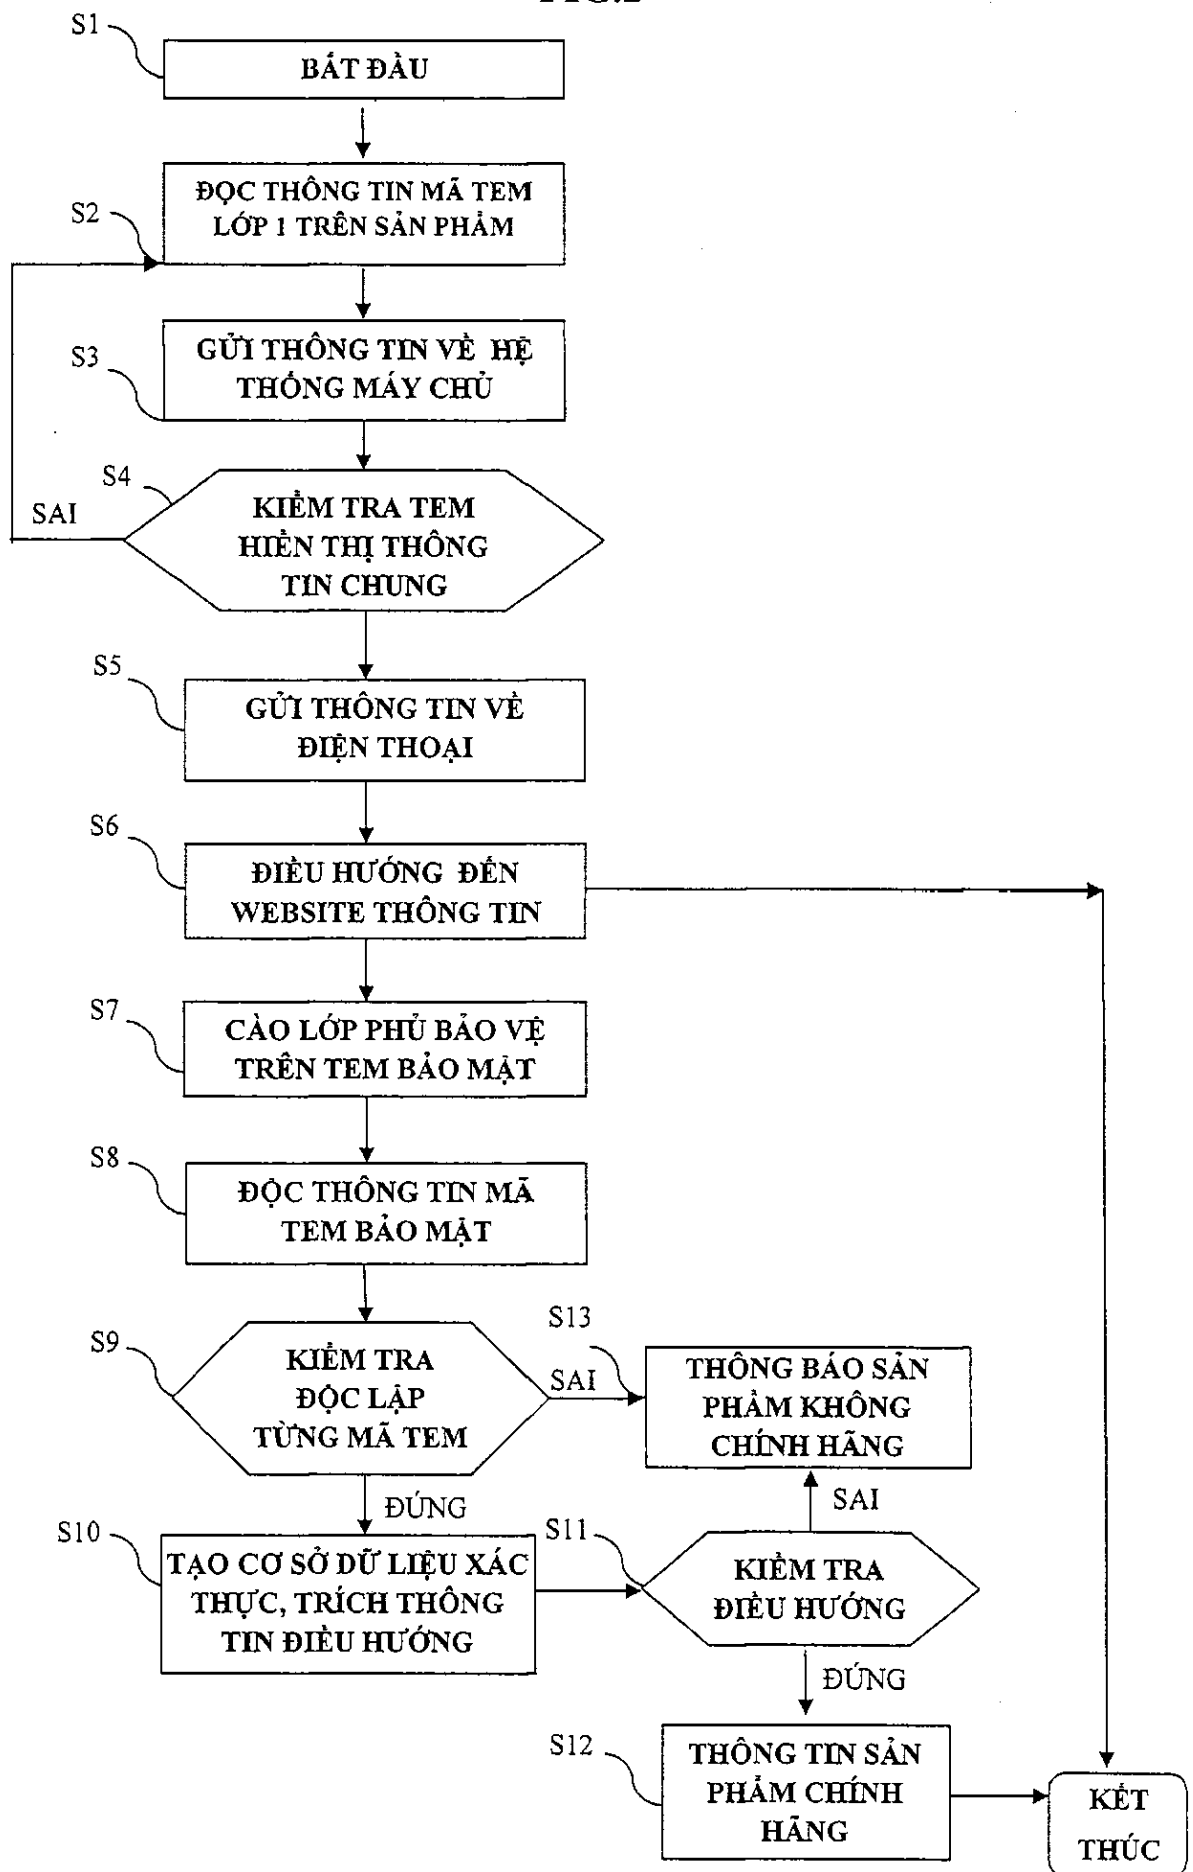 S1
BẮT ĐẦU
ĐỌC THÔNG TIN MÃ TEM
LỚP 1 TRÊN SẢN PHẨM
S2
GỬI THÔNG TIN VỀ HỆ
THỐNG MÁY CHỦ
S3
S4
SAI
KIỂM TRA TEM
HIỂN THỊ THÔNG
TIN CHUNG
S5
GỬI THÔNG TIN VỀ
ĐIỆN THOẠI
S6
ĐIỀU HƯỚNG ĐẾN
WEBSITE THÔNG TIN
S7
CÀO LỚP PHỦ BẢO VỆ
TRÊN TEM BẢO MẬT
S8
ĐỌC THÔNG TIN MÃ
TEM BẢO MẬT
S9
KIỂM TRA
ĐỘC LẬP
TỪNG MÃ TEM
SAI
S13
THÔNG BÁO SẢN
PHẨM KHÔNG
CHÍNH HÃNG
ĐÚNG
SAI
S10
TẠO CƠ SỞ DỮ LIỆU XÁC
THỰC, TRÍCH THÔNG
TIN ĐIỀU HƯỚNG
S11
KIỂM TRA
ĐIỀU HƯỚNG
ĐÚNG
S12
THÔNG TIN SẢN
PHẨM CHÍNH
HÃNG
KẾT
THÚC